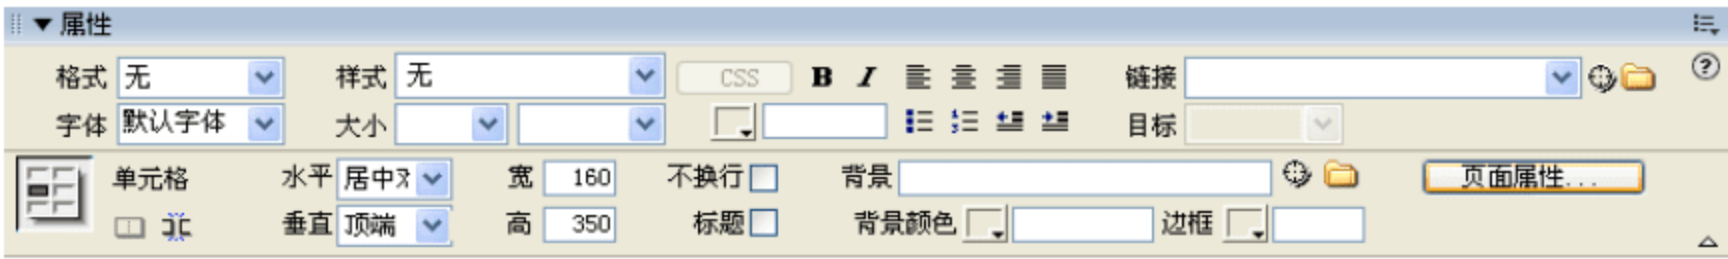 属性
格式 无 样式 无 CSS B I 链接
字体 默认字体 大小 目标
单元格 水平 居中 宽 160 不换行 背景 页面属性...
垂直 顶端 高 350 标题 背景颜色 边框